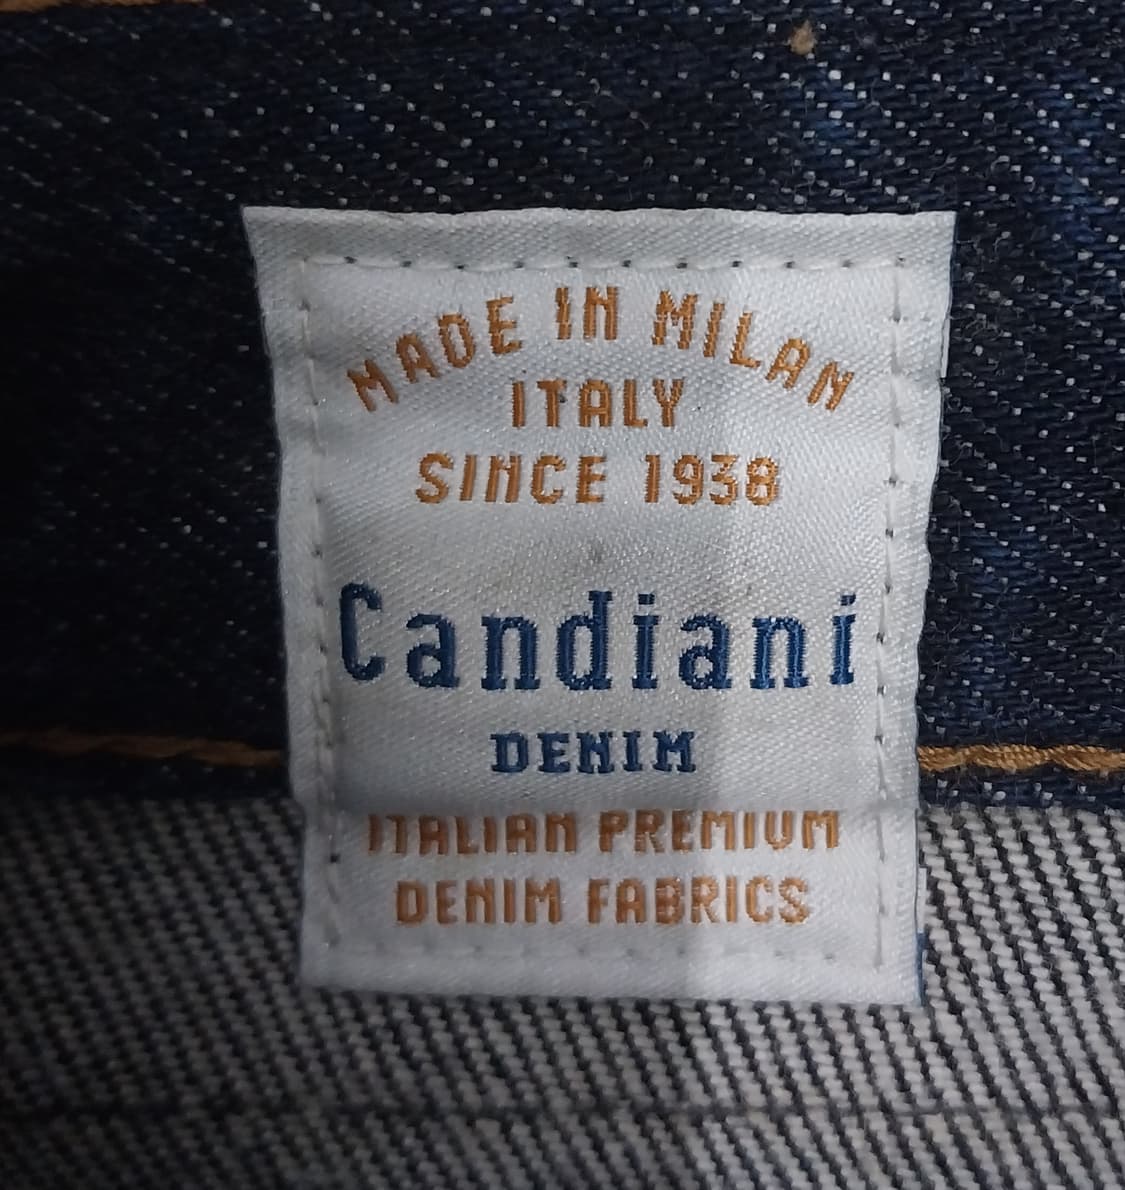 MADE IN MILAN
ITALY
SINCE 1938
Candiani
DENIM
ITALIAN PREMIUM
DENIM FABRICS